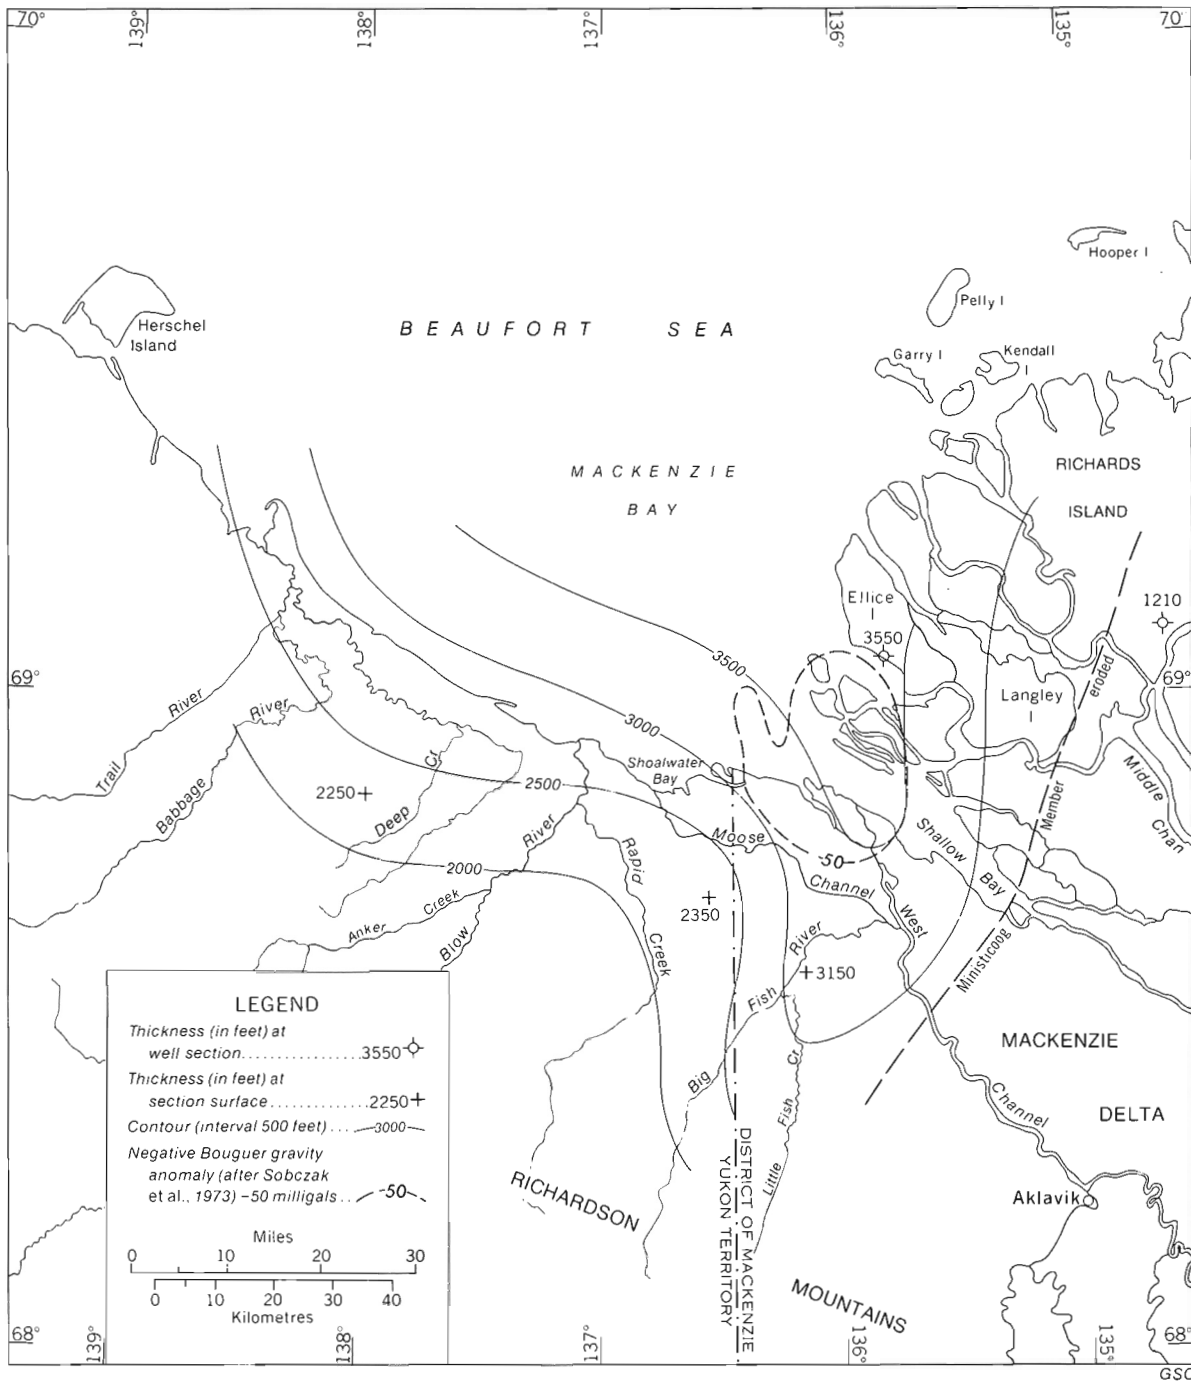 70°
139°
138°
137°
136°
135°
70°
Hooper I
Pelly I
Herschel
Island
BEAUFORT SEA
Garry I
Kendall
I
MACKENZIE
BAY
RICHARDS
ISLAND
Ellice
I
3550
1210
3500
69°
69°
eroded
Langley
I
River
River
Trail
Babbage
3000
Shoalwater
Bay
Cr
2500
2250
Deep
Middle
Chan
Member
Moose
Shallow
Bay
-50
River
Rapid
Creek
2000
Channel
West
2350
Creek
Anker
Blow
River
3150
Fish
Big
Ministicoog
LEGEND
Thickness (in feet) at
well section.................3550
Thickness (in feet) at
section surface.............2250
Contour (interval 500 feet)....3000
Negative Bouguer gravity
anomaly (after Sobczak
et al., 1973) -50 milligals...-50
Miles
0 10 20 30
0 10 20 30 40
Kilometres
MACKENZIE
DELTA
Channel
Cr
Fish
Little
Aklavik
RICHARDSON
MOUNTAINS
DISTRICT OF MACKENZIE
YUKON TERRITORY
68°
139°
138°
137°
136°
135°
68°
GSC